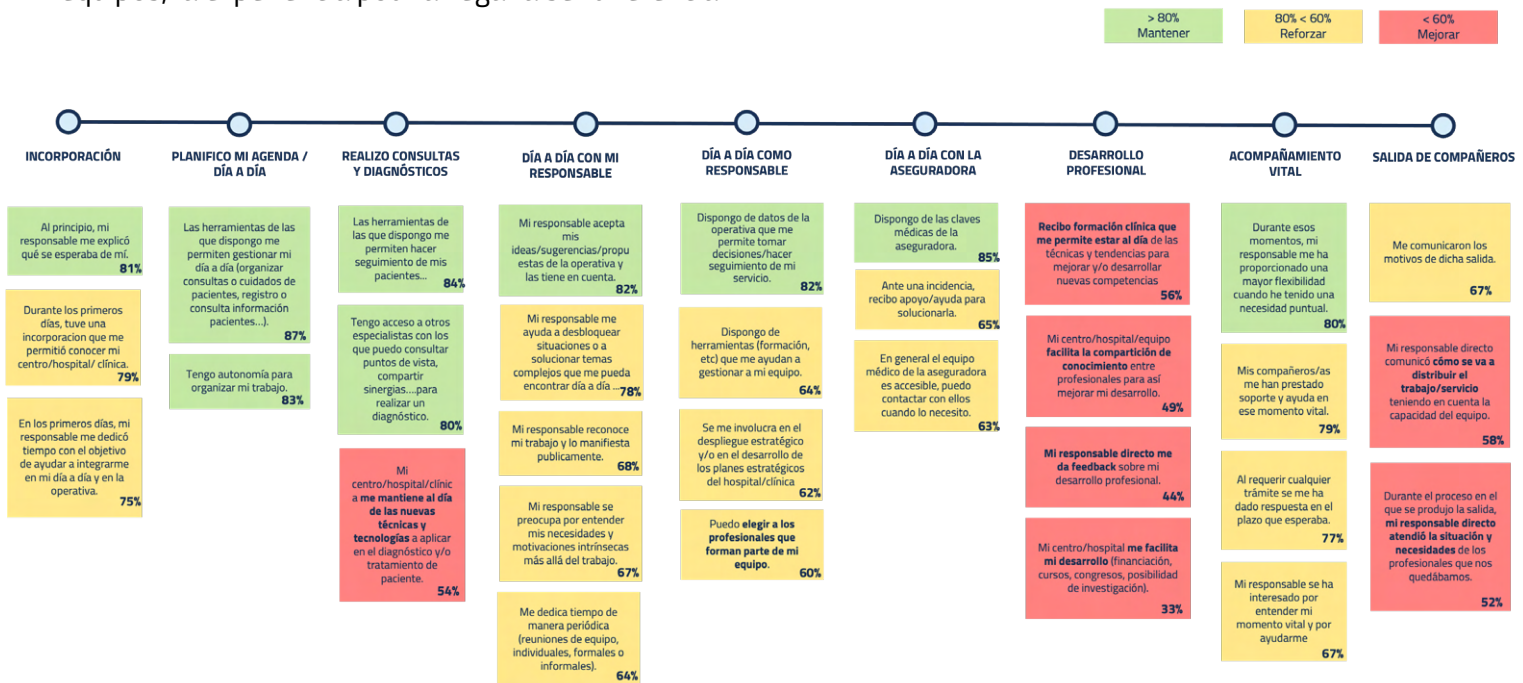 > 80%
Mantener
80% < 60%
Reforzar
< 60%
Mejorar
INCORPORACIÓN
Al principio, mi
responsable me explicó
qué se esperaba de mí.
81%
Durante los primeros
días, tuve una
incorporacion que me
permitió conocer mi
centro/hospital/ clínica.
79%
En los primeros días, mi
responsable me dedicó
tiempo con el objetivo
de ayudar a integrarme
en mi día a día y en la
operativa.
75%
PLANIFICO MI AGENDA /
DÍA A DÍA
Las herramientas de las
que dispongo me
permiten gestionar mi
día a día (organizar
consultas o cuidados de
pacientes, registro o
consulta información
pacientes...).
87%
Tengo autonomía para
organizar mi trabajo.
83%
REALIZO CONSULTAS
Y DIAGNÓSTICOS
Las herramientas de
las que dispongo me
permiten hacer
seguimiento de mis
pacientes...
84%
Tengo acceso a otros
especialistas con los
que puedo consultar
puntos de vista,
compartir
sinergias....para
realizar un
diagnóstico.
80%
Mi
centro/hospital/clínic
a me mantiene al día
de las nuevas
técnicas y
tecnologías a aplicar
en el diagnóstico y/o
tratamiento de
paciente.
54%
DÍA A DÍA CON MI
RESPONSABLE
Mi responsable acepta
mis
ideas/sugerencias/propu
estas de la operativa y
las tiene en cuenta.
82%
Mi responsable me
ayuda a desbloquear
situaciones o a
solucionar temas
complejos que me pueda
encontrar día a día ...
78%
Mi responsable reconoce
mi trabajo y lo manifiesta
publicamente.
68%
Mi responsable se
preocupa por entender
mis necesidades y
motivaciones intrínsecas
más allá del trabajo.
67%
Me dedica tiempo de
manera periódica
(reuniones de equipo,
individuales, formales o
informales).
64%
DÍA A DÍA COMO
RESPONSABLE
Dispongo de datos de la
operativa que me
permite tomar
decisiones/hacer
seguimiento de mi
servicio.
82%
Dispongo de
herramientas (formación,
etc) que me ayudan a
gestionar a mi equipo.
64%
Se me involucra en el
despliegue estratégico
y/o en el desarrollo de
los planes estratégicos
del hospital/clínica
62%
Puedo elegir a los
profesionales que
forman parte de mi
equipo.
60%
DÍA A DÍA CON LA
ASEGURADORA
Dispongo de las claves
médicas de la
aseguradora.
85%
Ante una incidencia,
recibo apoyo/ayuda para
solucionarla.
65%
En general el equipo
médico de la aseguradora
es accesible, puedo
contactar con ellos
cuando lo necesito.
63%
DESARROLLO
PROFESIONAL
Recibo formación clínica que
me permite estar al día de las
técnicas y tendencias para
mejorar y/o desarrollar
nuevas competencias
56%
Mi centro/hospital/equipo
facilita la compartición de
conocimiento entre
profesionales para así
mejorar mi desarrollo.
49%
Mi responsable directo me
da feedback sobre mi
desarrollo profesional.
44%
Mi centro/hospital me facilita
mi desarrollo (financiación,
cursos, congresos, posibilidad
de investigación).
33%
ACOMPAÑAMIENTO
VITAL
Durante esos
momentos, mi
responsable me ha
proporcionado una
mayor flexibilidad
cuando he tenido una
necesidad puntual.
80%
Mis compañeros/as
me han prestado
soporte y ayuda en
ese momento vital.
79%
Al requerir cualquier
trámite se me ha
dado respuesta en el
plazo que esperaba.
77%
Mi responsable se ha
interesado por
entender mi
momento vital y por
ayudarme
67%
SALIDA DE COMPAÑEROS
Me comunicaron los
motivos de dicha salida.
67%
Mi responsable directo
comunicó cómo se va a
distribuir el
trabajo/servicio
teniendo en cuenta la
capacidad del equipo.
58%
Durante el proceso en el
que se produjo la salida,
mi responsable directo
atendió la situación y
necesidades de los
profesionales que nos
quedábamos.
52%